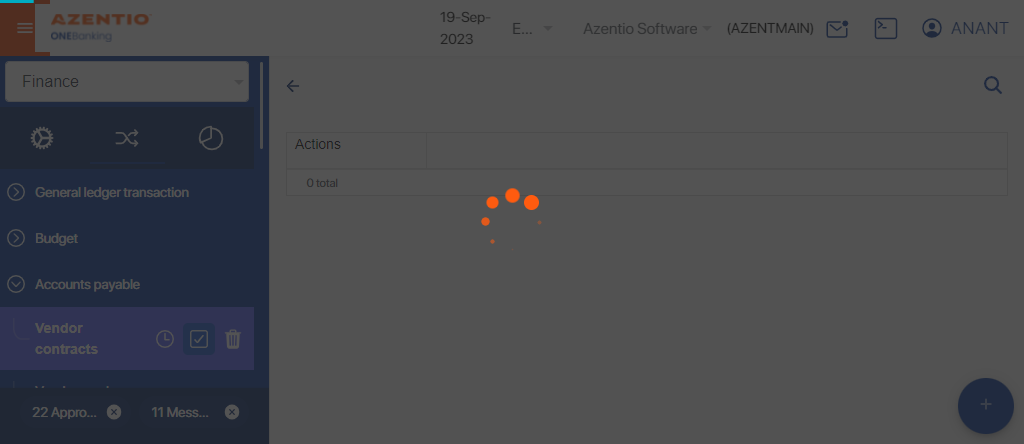 AZENTIO
ONEBanking
19-Sep-
2023
E...
Azentio Software
(AZENTMAIN)
ANANT
Finance
General ledger transaction
Budget
Accounts payable
Vendor
contracts
22 Appro...
11 Mess...
Actions
0 total